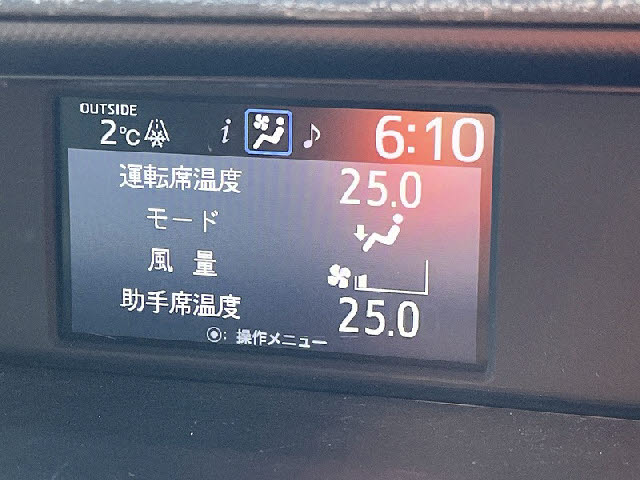 OUTSIDE
2℃ i ♪ 6:10
運転席温度 25.0
モード
風量
助手席温度 25.0
⦿: 操作メニュー